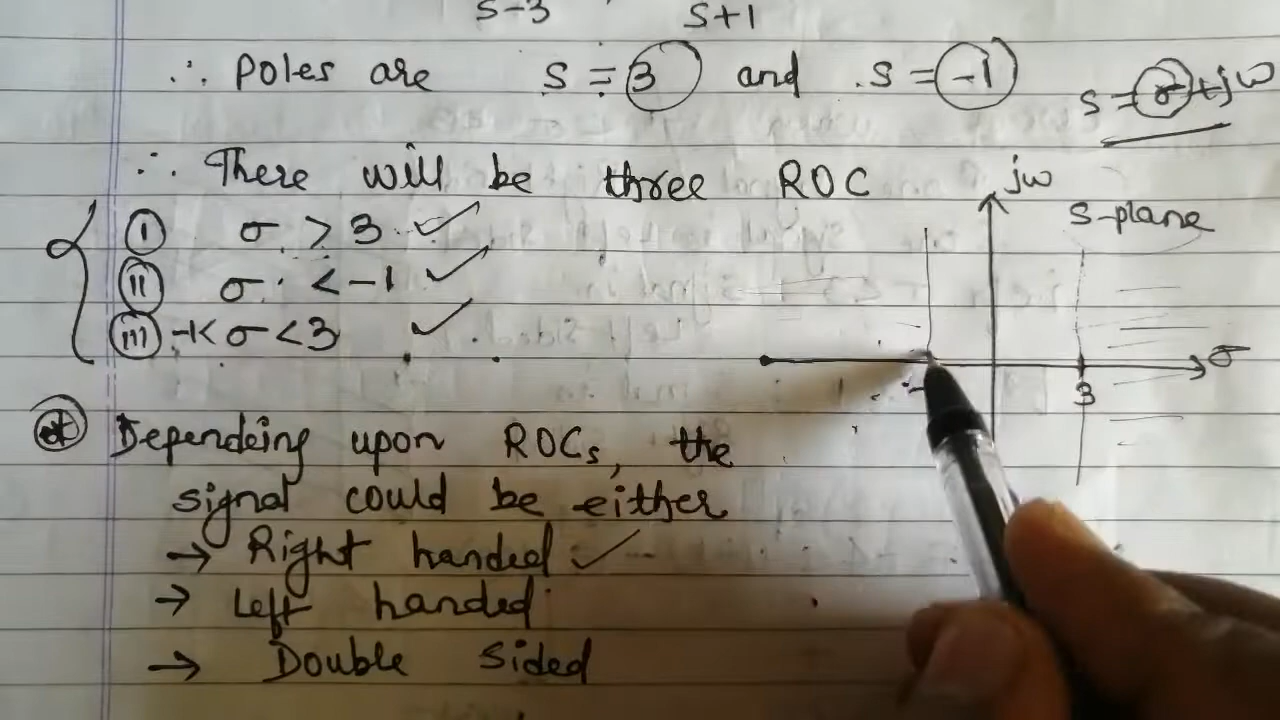 s-3 s+1
∴ Poles are s = 3 and s = -1
s = σ + jω
∴ There will be three ROC
jω
s-plane
(i) σ > 3 ✓
(ii) σ < -1 ✓
(iii) -1< σ < 3 ✓
σ
3
Dependeing upon ROCs, the
signal could be either
→ Right handed ✓
→ Left handed
→ Double sided